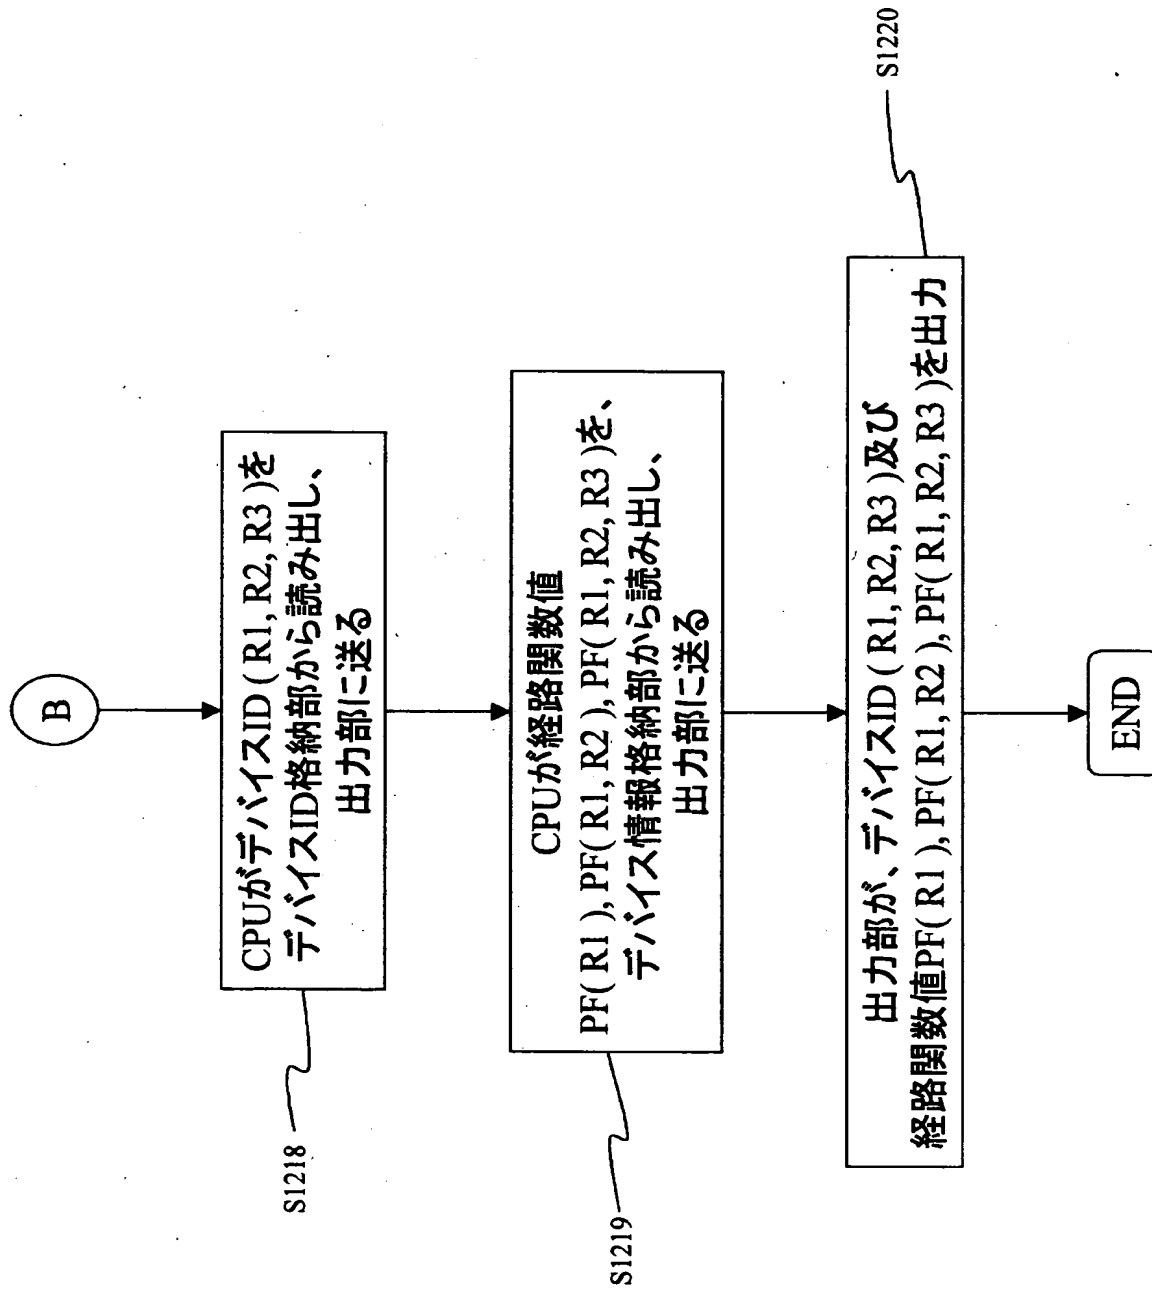 B
CPUがデバイスID ( R1, R2, R3 )を
デバイスID格納部から読み出し、
出力部に送る
S1218
CPUが経路関数値
PF( R1 ), PF( R1, R2 ), PF( R1, R2, R3 )を、
デバイス情報格納部から読み出し、
出力部に送る
S1219
出力部が、デバイスID ( R1, R2, R3 )及び
経路関数値PF( R1 ), PF( R1, R2 ), PF( R1, R2, R3 )を出力
S1220
END